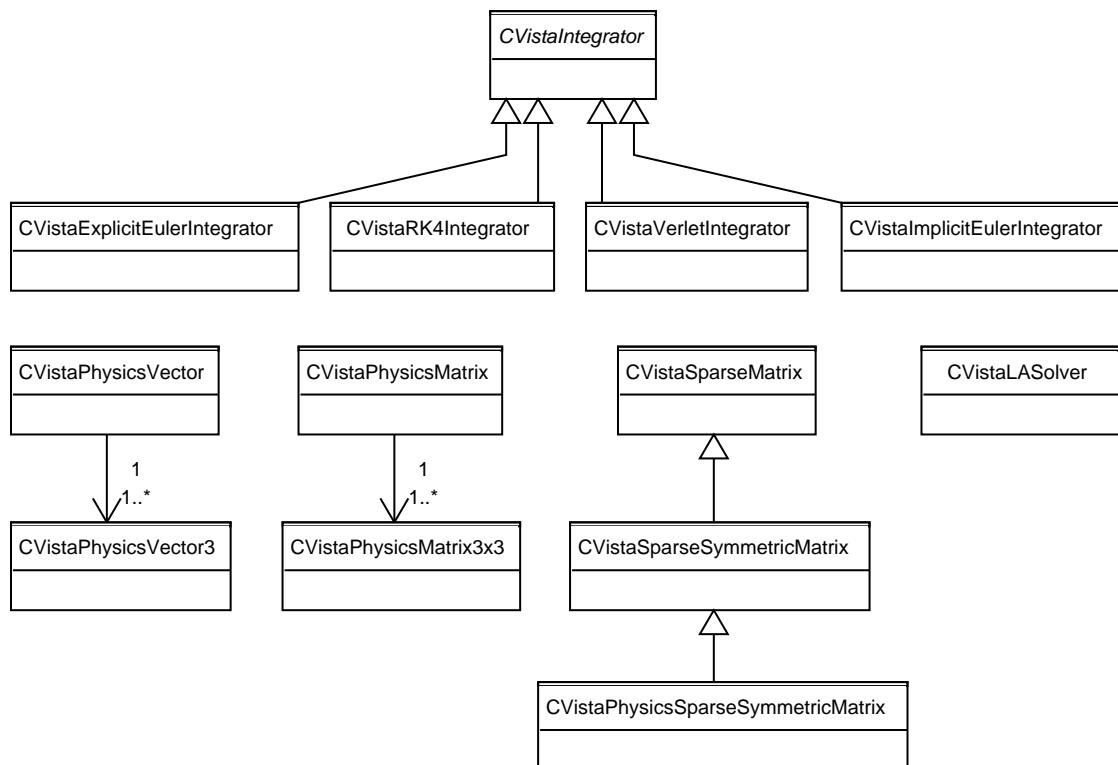 CVistaIntegrator
CVistaExplicitEulerIntegrator
CVistaRK4Integrator
CVistaVerletIntegrator
CVistaImplicitEulerIntegrator
CVistaPhysicsVector
CVistaPhysicsMatrix
CVistaSparseMatrix
CVistaLASolver
1
1..*
1
1..*
CVistaPhysicsVector3
CVistaPhysicsMatrix3x3
CVistaSparseSymmetricMatrix
CVistaPhysicsSparseSymmetricMatrix